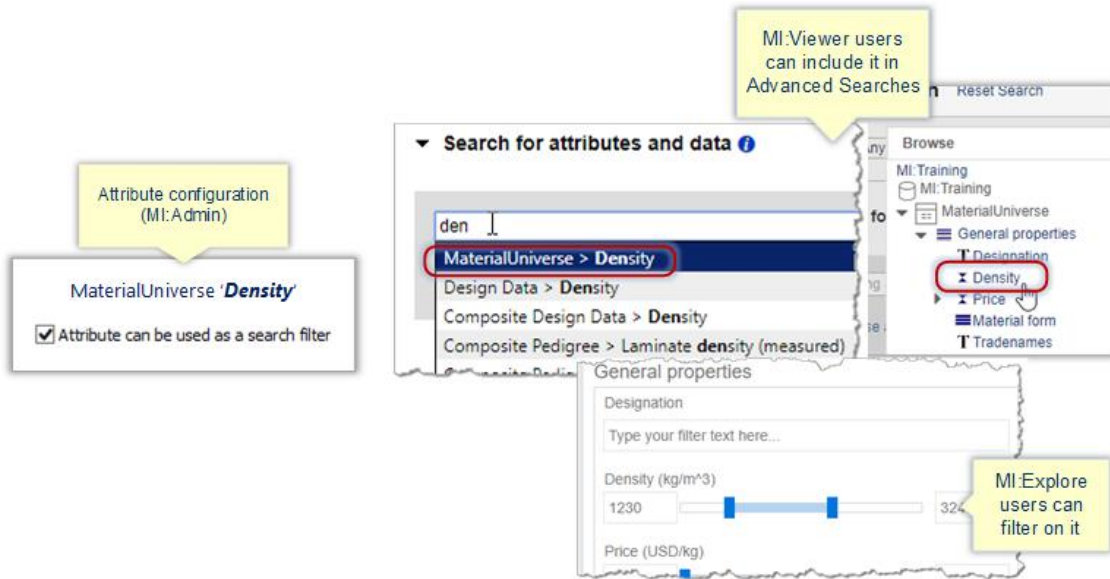 MI:Viewer users
can include it in
Advanced Searches
Reset Search
Browse
MI:Training
MI:Training
MaterialUniverse
General properties
Designation
Density
Price
Material form
Tradenames
Search for attributes and data
den
MaterialUniverse > Density
Design Data > Density
Composite Design Data > Density
Composite Pedigree > Laminate density (measured)
Attribute configuration
(MI:Admin)
MaterialUniverse 'Density'
Attribute can be used as a search filter
General properties
Designation
Type your filter text here...
Density (kg/m^3)
1230
Price (USD/kg)
MI:Explore
users can
filter on it